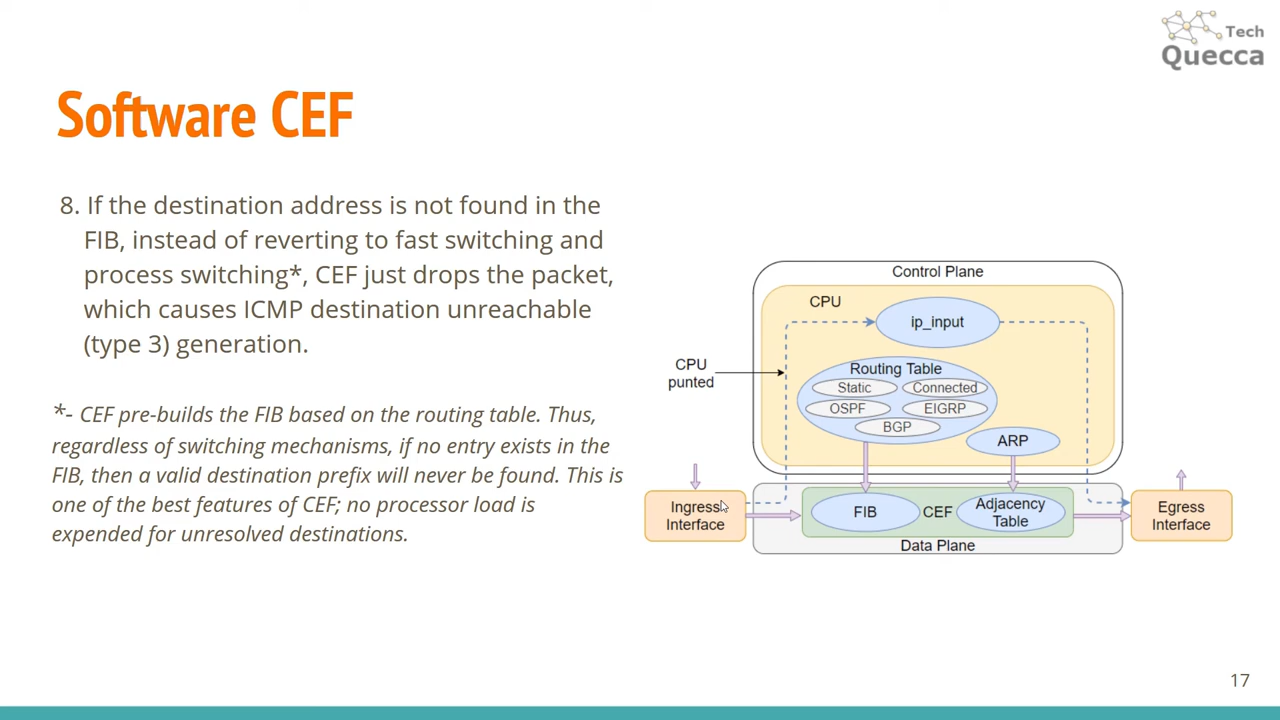 Tech
Quecca
Software CEF
8. If the destination address is not found in the
FIB, instead of reverting to fast switching and
process switching*, CEF just drops the packet,
which causes ICMP destination unreachable
(type 3) generation.
*- CEF pre-builds the FIB based on the routing table. Thus,
regardless of switching mechanisms, if no entry exists in the
FIB, then a valid destination prefix will never be found. This is
one of the best features of CEF; no processor load is
expended for unresolved destinations.
Control Plane
CPU
ip_input
CPU
punted
Routing Table
Static
Connected
OSPF
EIGRP
BGP
ARP
Ingress
Interface
FIB
CEF
Adjacency
Table
Data Plane
Egress
Interface
17